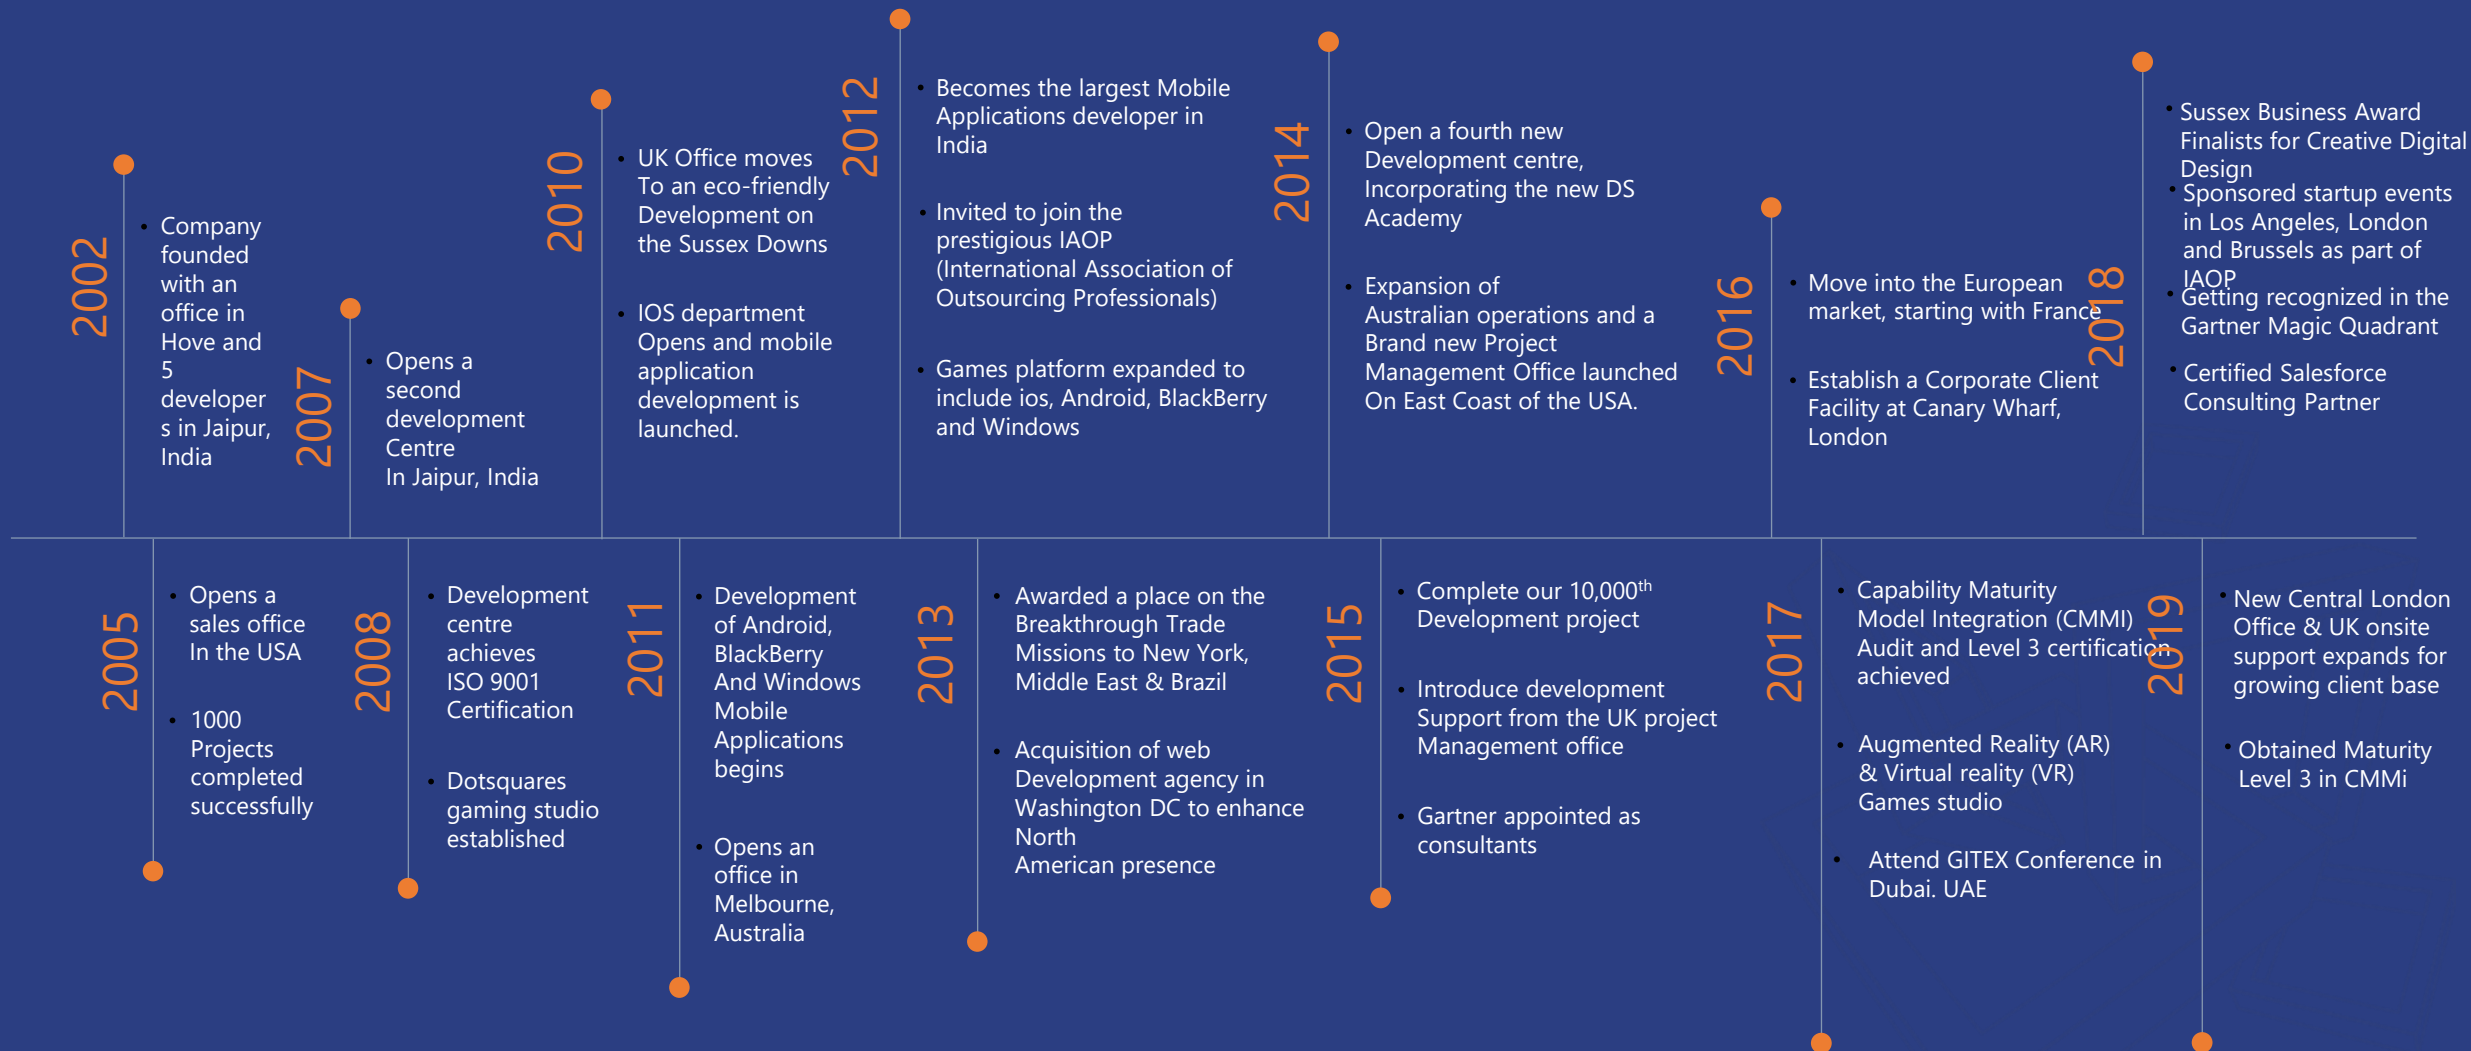 2002
• Company
founded
with an
office in
Hove and
5
developer
s in Jaipur,
India
2005
• Opens a
sales office
In the USA
• 1000
Projects
completed
successfully
2007
• Opens a
second
development
Centre
In Jaipur, India
2008
• Development
centre
achieves
ISO 9001
Certification
• Dotsquares
gaming studio
established
2010
• UK Office moves
To an eco-friendly
Development on
the Sussex Downs
• IOS department
Opens and mobile
application
development is
launched.
2011
• Development
of Android,
BlackBerry
And Windows
Mobile
Applications
begins
• Opens an
office in
Melbourne,
Australia
2012
• Becomes the largest Mobile
Applications developer in
India
• Invited to join the
prestigious IAOP
(International Association of
Outsourcing Professionals)
• Games platform expanded to
include ios, Android, BlackBerry
and Windows
2013
• Awarded a place on the
Breakthrough Trade
Missions to New York,
Middle East & Brazil
• Acquisition of web
Development agency in
Washington DC to enhance
North
American presence
2014
• Open a fourth new
Development centre,
Incorporating the new DS
Academy
• Expansion of
Australian operations and a
Brand new Project
Management Office launched
On East Coast of the USA.
2015
• Complete our 10,000th
Development project
• Introduce development
Support from the UK project
Management office
• Gartner appointed as
consultants
2016
• Move into the European
market, starting with France
• Establish a Corporate Client
Facility at Canary Wharf,
London
2017
• Capability Maturity
Model Integration (CMMI)
Audit and Level 3 certification
achieved
• Augmented Reality (AR)
& Virtual reality (VR)
Games studio
• Attend GITEX Conference in
Dubai. UAE
2018
• Sussex Business Award
Finalists for Creative Digital
Design
• Sponsored startup events
in Los Angeles, London
and Brussels as part of
IAOP
• Getting recognized in the
Gartner Magic Quadrant
• Certified Salesforce
Consulting Partner
2019
• New Central London
Office & UK onsite
support expands for
growing client base
• Obtained Maturity
Level 3 in CMMi